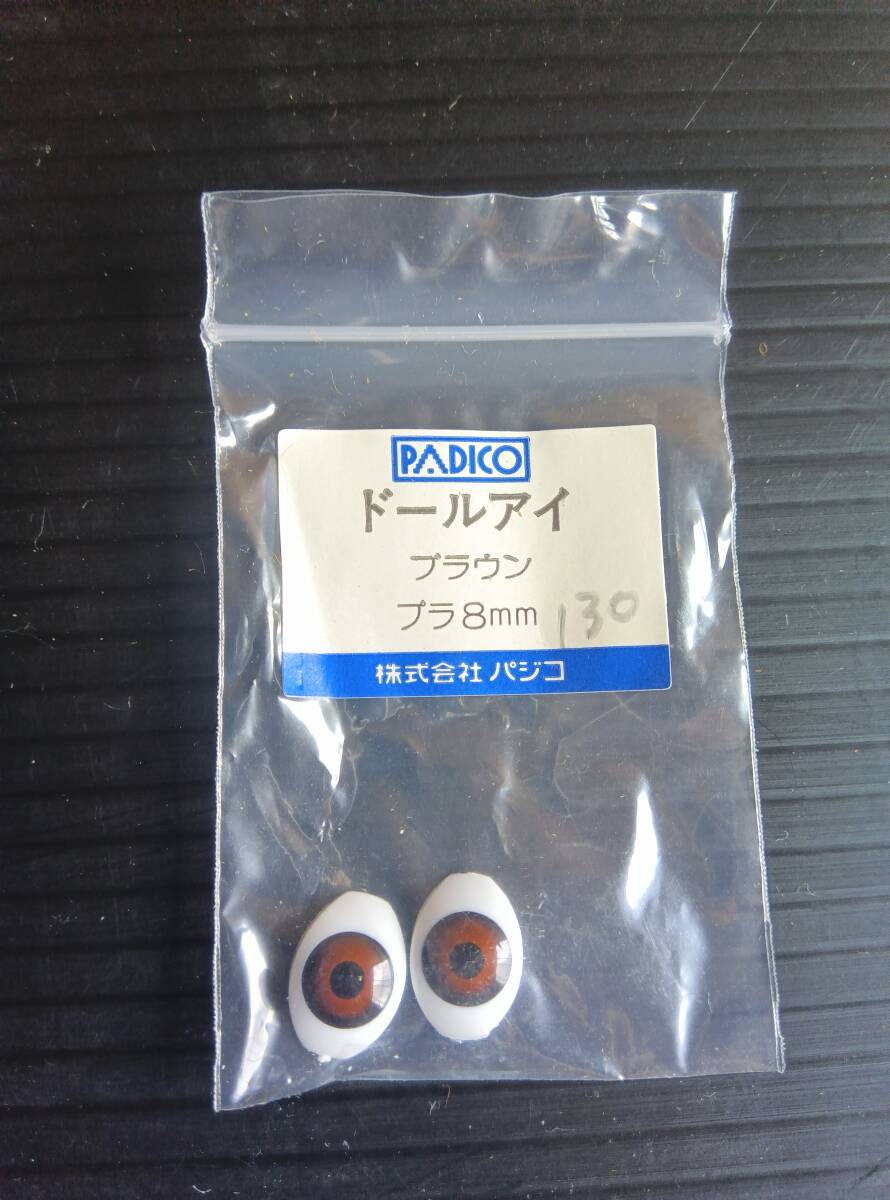 PADICO
ドールアイ
ブラウン
プラ8mm 130
株式会社 パジコ